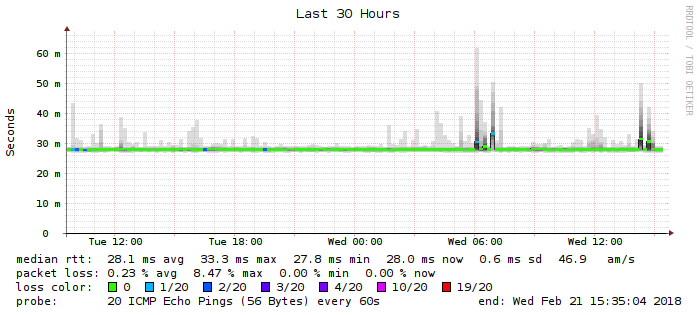 Last 30 Hours
RRDTOOL / TOBI OETIKER
Seconds
60 m
50 m
40 m
30 m
20 m
10 m
0
Tue 12:00 Tue 18:00 Wed 00:00 Wed 06:00 Wed 12:00
median rtt: 28.1 ms avg 33.3 ms max 27.8 ms min 28.0 ms now 0.6 ms sd 46.9 am/s
packet loss: 0.23 % avg 8.47 % max 0.00 % min 0.00 % now
loss color: 0 1/20 2/20 3/20 4/20 10/20 19/20
probe: 20 ICMP Echo Pings (56 Bytes) every 60s end: Wed Feb 21 15:35:04 2018